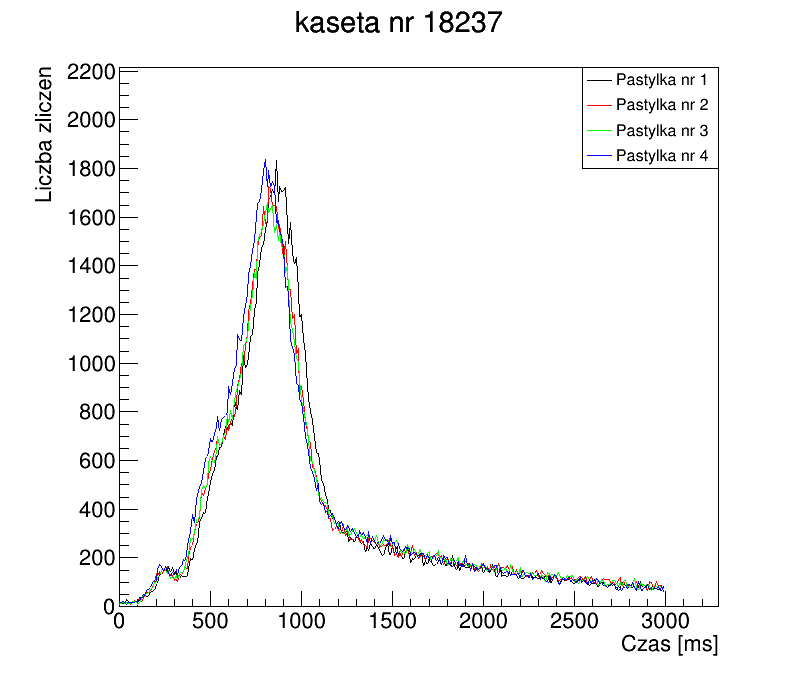 kaseta nr 18237
Liczba zliczen
2200
2000
1800
1600
1400
1200
1000
800
600
400
200
0
Pastylka nr 1
Pastylka nr 2
Pastylka nr 3
Pastylka nr 4
0 500 1000 1500 2000 2500 3000
Czas [ms]